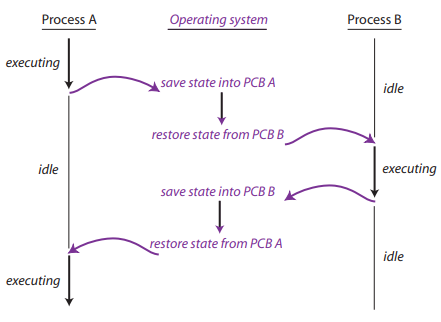 Process A Operating system Process B
executing
save state into PCB A
idle
restore state from PCB B
idle
executing
save state into PCB B
restore state from PCB A
idle
executing